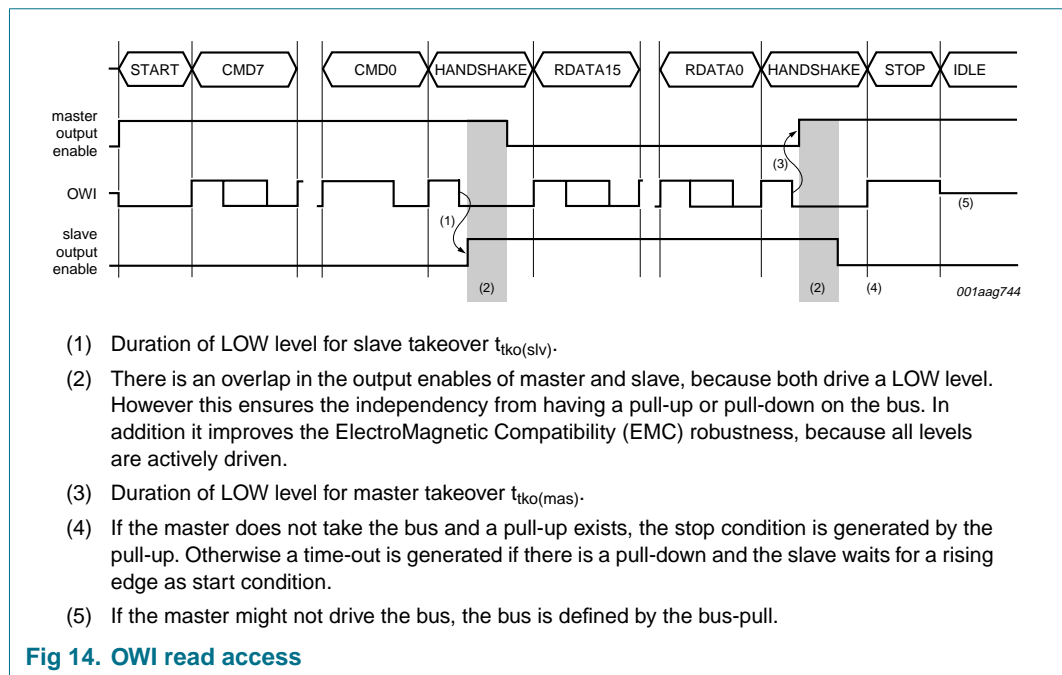 START CMD7 CMD0 HANDSHAKE RDATA15 RDATA0 HANDSHAKE STOP IDLE
master
output
enable
(3)
OWI
(5)
(1)
slave
output
enable
(2) (2) (4)
001aag744
(1) Duration of LOW level for slave takeover ttko(slv).
(2) There is an overlap in the output enables of master and slave, because both drive a LOW level.
However this ensures the independency from having a pull-up or pull-down on the bus. In
addition it improves the ElectroMagnetic Compatibility (EMC) robustness, because all levels
are actively driven.
(3) Duration of LOW level for master takeover ttko(mas).
(4) If the master does not take the bus and a pull-up exists, the stop condition is generated by the
pull-up. Otherwise a time-out is generated if there is a pull-down and the slave waits for a rising
edge as start condition.
(5) If the master might not drive the bus, the bus is defined by the bus-pull.
Fig 14. OWI read access